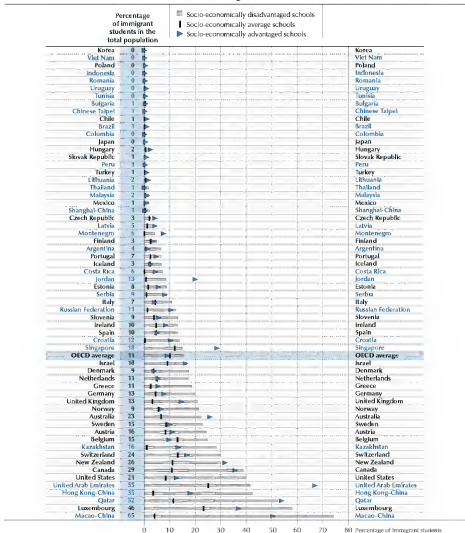 Percentage
of immigrant
students in the
total population
Socio-economically disadvantaged schools
Socio-economically average schools
Socio-economically advantaged schools
Korea 0 Korea
Viet Nam 0 Viet Nam
Poland 0 Poland
Indonesia 0 Indonesia
Romania 0 Romania
Uruguay 0 Uruguay
Tunisia 0 Tunisia
Bulgaria 1 Bulgaria
Chinese Taipei 1 Chinese Taipei
Chile 1 Chile
Brazil 1 Brazil
Colombia 0 Colombia
Japan 0 Japan
Hungary 2 Hungary
Slovak Republic 1 Slovak Republic
Peru 1 Peru
Turkey 1 Turkey
Lithuania 2 Lithuania
Thailand 1 Thailand
Malaysia 2 Malaysia
Mexico 1 Mexico
Shanghai-China 1 Shanghai-China
Czech Republic 3 Czech Republic
Latvia 5 Latvia
Montenegro 6 Montenegro
Finland 3 Finland
Argentina 4 Argentina
Portugal 7 Portugal
Iceland 3 Iceland
Costa Rica 6 Costa Rica
Jordan 13 Jordan
Estonia 8 Estonia
Serbia 9 Serbia
Italy 7 Italy
Russian Federation 11 Russian Federation
Slovenia 9 Slovenia
Ireland 10 Ireland
Spain 10 Spain
Croatia 12 Croatia
Singapore 18 Singapore
OECD average 11 OECD average
Israel 18 Israel
Denmark 9 Denmark
Netherlands 11 Netherlands
Greece 11 Greece
Germany 13 Germany
United Kingdom 13 United Kingdom
Norway 9 Norway
Australia 23 Australia
Sweden 15 Sweden
Austria 16 Austria
Belgium 15 Belgium
Kazakhstan 16 Kazakhstan
Switzerland 24 Switzerland
New Zealand 26 New Zealand
Canada 29 Canada
United States 21 United States
United Arab Emirates 55 United Arab Emirates
Hong Kong-China 35 Hong Kong-China
Qatar 52 Qatar
Luxembourg 46 Luxembourg
Macao-China 65 Macao-China
0 10 20 30 40 50 60 70 80 Percentage of immigrant students